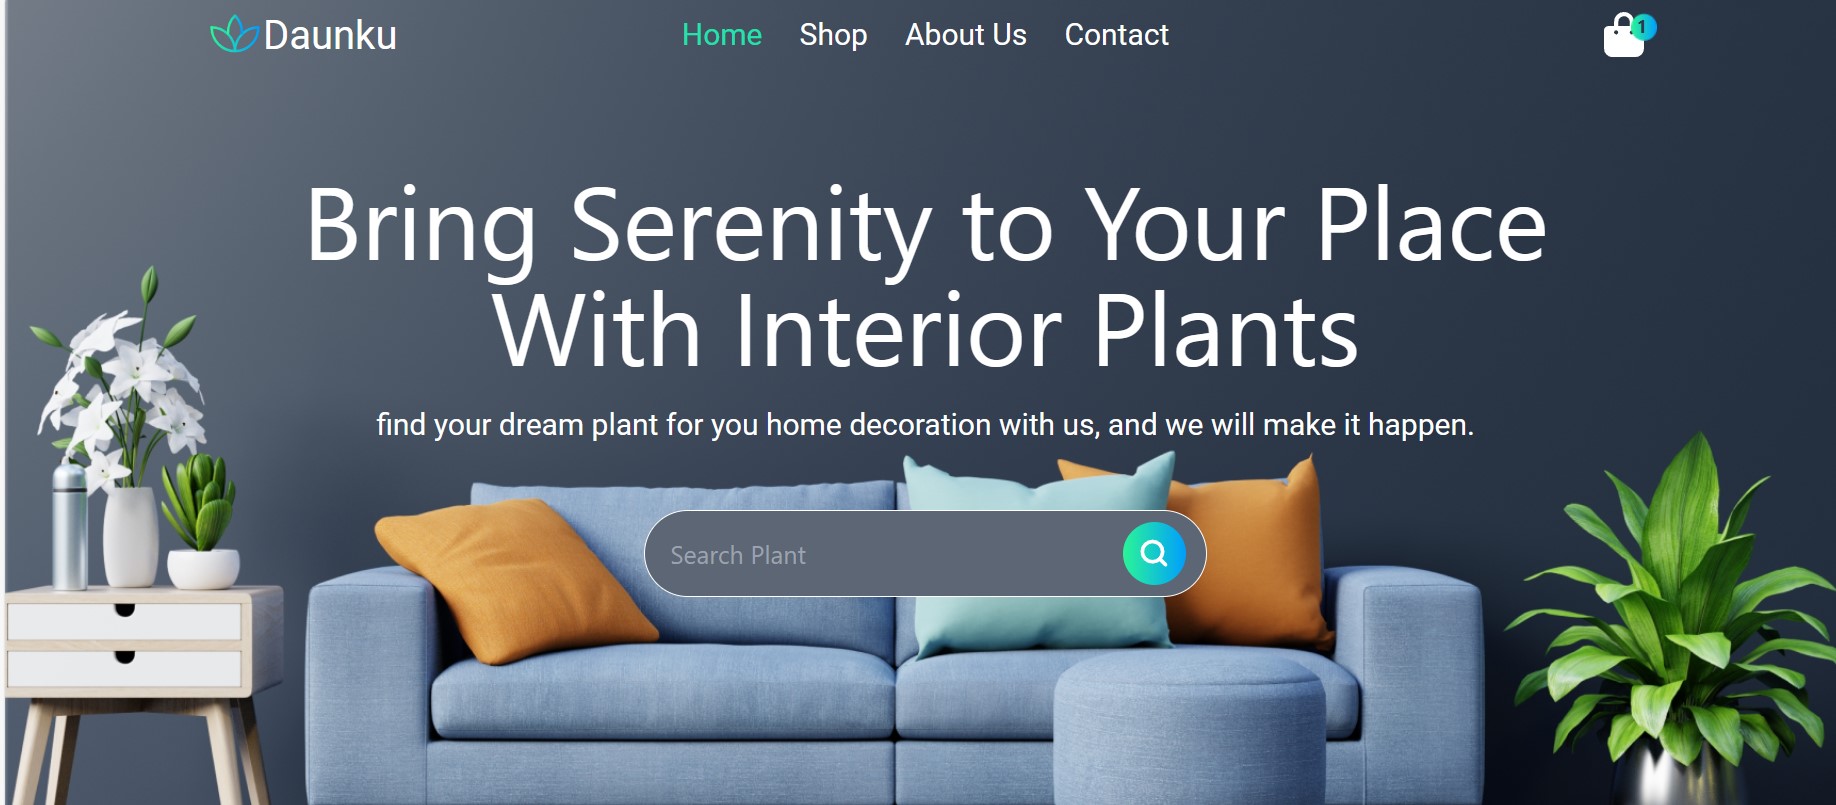 Daunku
Home Shop About Us Contact
1
Bring Serenity to Your Place
With Interior Plants
find your dream plant for you home decoration with us, and we will make it happen.
Search Plant